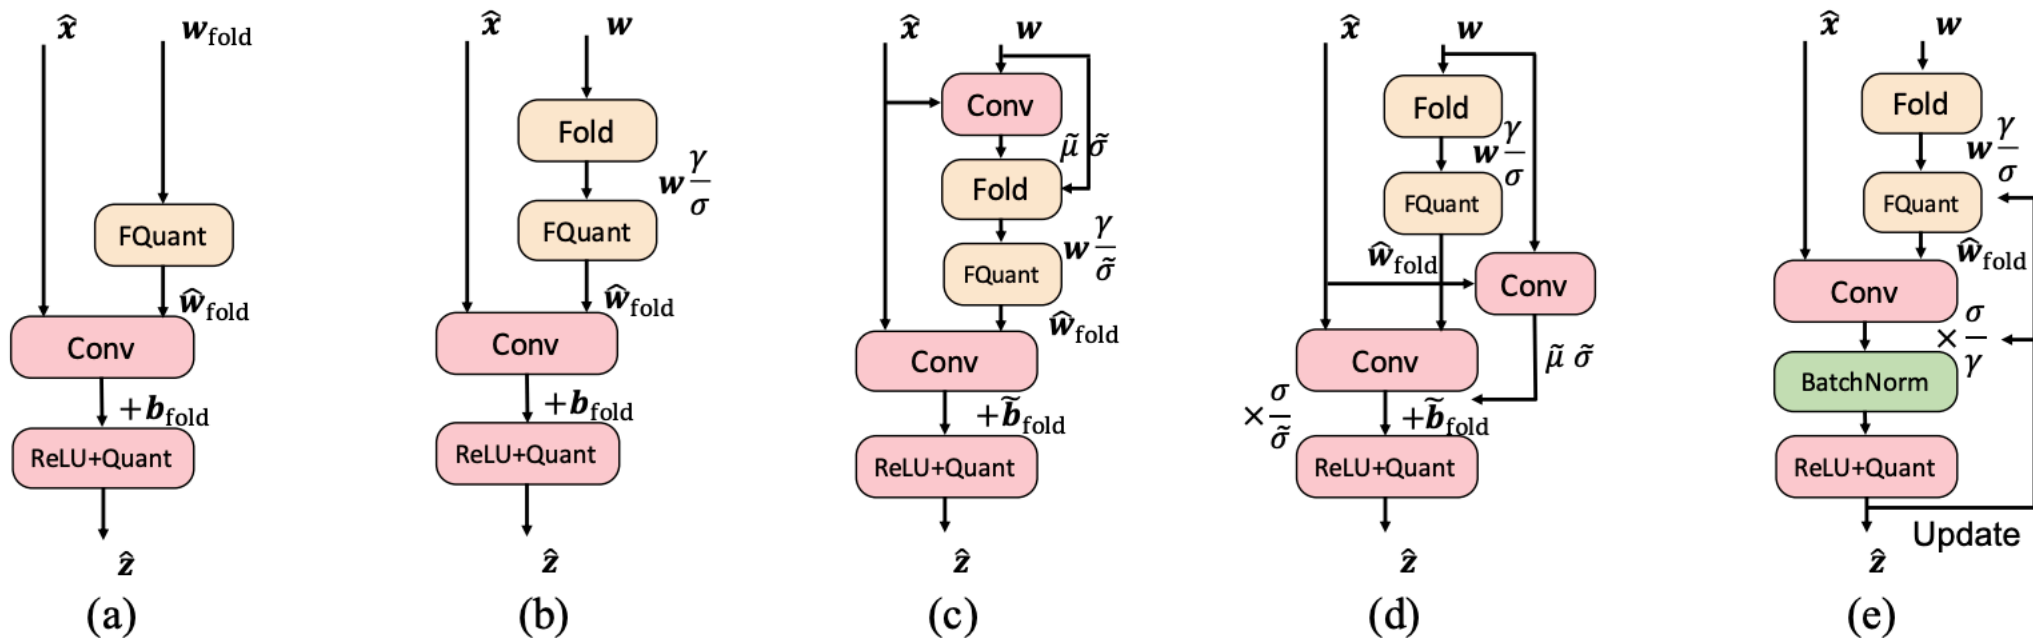 x̂ w_fold
FQuant
ŵ_fold
Conv
+b_fold
ReLU+Quant
ẑ
(a)
x̂ w
Fold
w γ/σ
FQuant
ŵ_fold
Conv
+b_fold
ReLU+Quant
ẑ
(b)
x̂ w
Conv
μ̃ σ̃
Fold
w γ/σ̃
FQuant
ŵ_fold
Conv
+b̃_fold
ReLU+Quant
ẑ
(c)
x̂ w
Fold
w γ/σ
FQuant
ŵ_fold
Conv
μ̃ σ̃
Conv
× σ/σ̃
+b̃_fold
ReLU+Quant
ẑ
(d)
x̂ w
Fold
w γ/σ
FQuant
ŵ_fold
Conv
× σ/γ
BatchNorm
ReLU+Quant
Update
ẑ
(e)